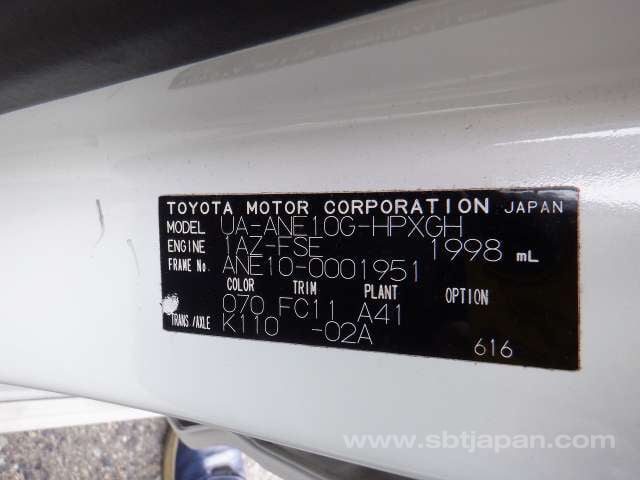 TOYOTA MOTOR CORPORATION JAPAN
MODEL UA-ANE10G-HPXGH
ENGINE 1AZ-FSE 1998 mL
FRAME No. ANE10-0001951
COLOR TRIM PLANT OPTION
070 FC11 A41
TRANS./AXLE K110 -02A
616
www.sbtjapan.com